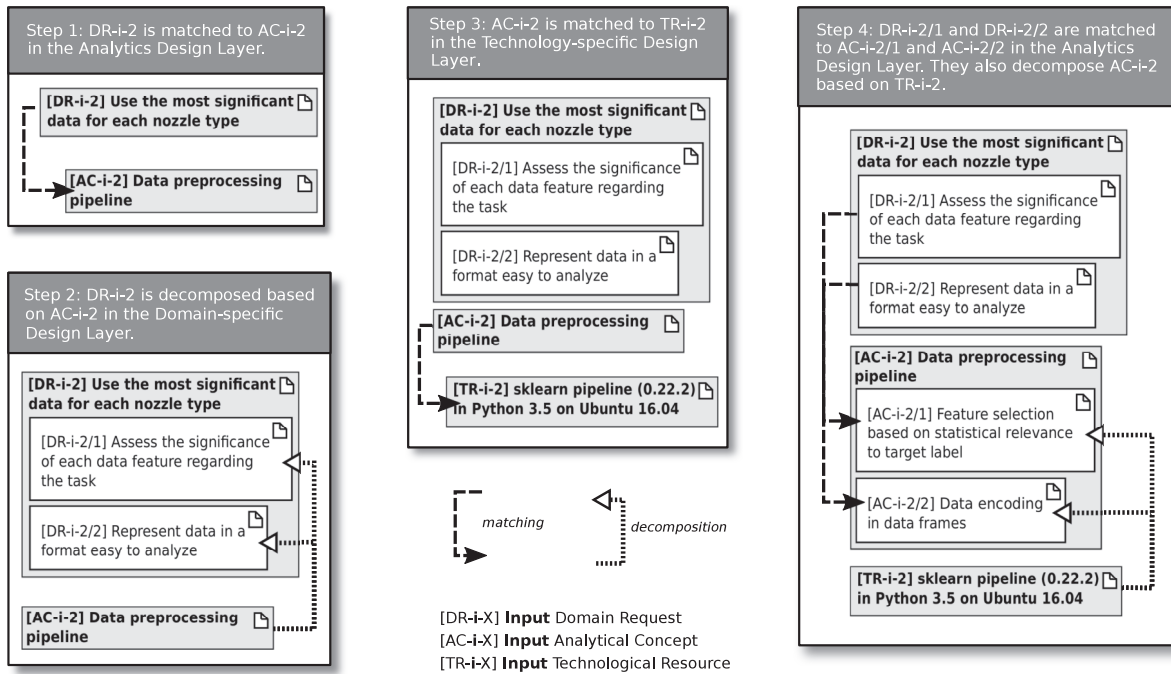 Step 1: DR-i-2 is matched to AC-i-2
in the Analytics Design Layer.
[DR-i-2] Use the most significant
data for each nozzle type
[AC-i-2] Data preprocessing
pipeline
Step 2: DR-i-2 is decomposed based
on AC-i-2 in the Domain-specific
Design Layer.
[DR-i-2] Use the most significant
data for each nozzle type
[DR-i-2/1] Assess the significance
of each data feature regarding
the task
[DR-i-2/2] Represent data in a
format easy to analyze
[AC-i-2] Data preprocessing
pipeline
Step 3: AC-i-2 is matched to TR-i-2
in the Technology-specific Design
Layer.
[DR-i-2] Use the most significant
data for each nozzle type
[DR-i-2/1] Assess the significance
of each data feature regarding
the task
[DR-i-2/2] Represent data in a
format easy to analyze
[AC-i-2] Data preprocessing
pipeline
[TR-i-2] sklearn pipeline (0.22.2)
in Python 3.5 on Ubuntu 16.04
matching
decomposition
[DR-i-X] Input Domain Request
[AC-i-X] Input Analytical Concept
[TR-i-X] Input Technological Resource
Step 4: DR-i-2/1 and DR-i-2/2 are matched
to AC-i-2/1 and AC-i-2/2 in the Analytics
Design Layer. They also decompose AC-i-2
based on TR-i-2.
[DR-i-2] Use the most significant
data for each nozzle type
[DR-i-2/1] Assess the significance
of each data feature regarding
the task
[DR-i-2/2] Represent data in a
format easy to analyze
[AC-i-2] Data preprocessing
pipeline
[AC-i-2/1] Feature selection
based on statistical relevance
to target label
[AC-i-2/2] Data encoding
in data frames
[TR-i-2] sklearn pipeline (0.22.2)
in Python 3.5 on Ubuntu 16.04